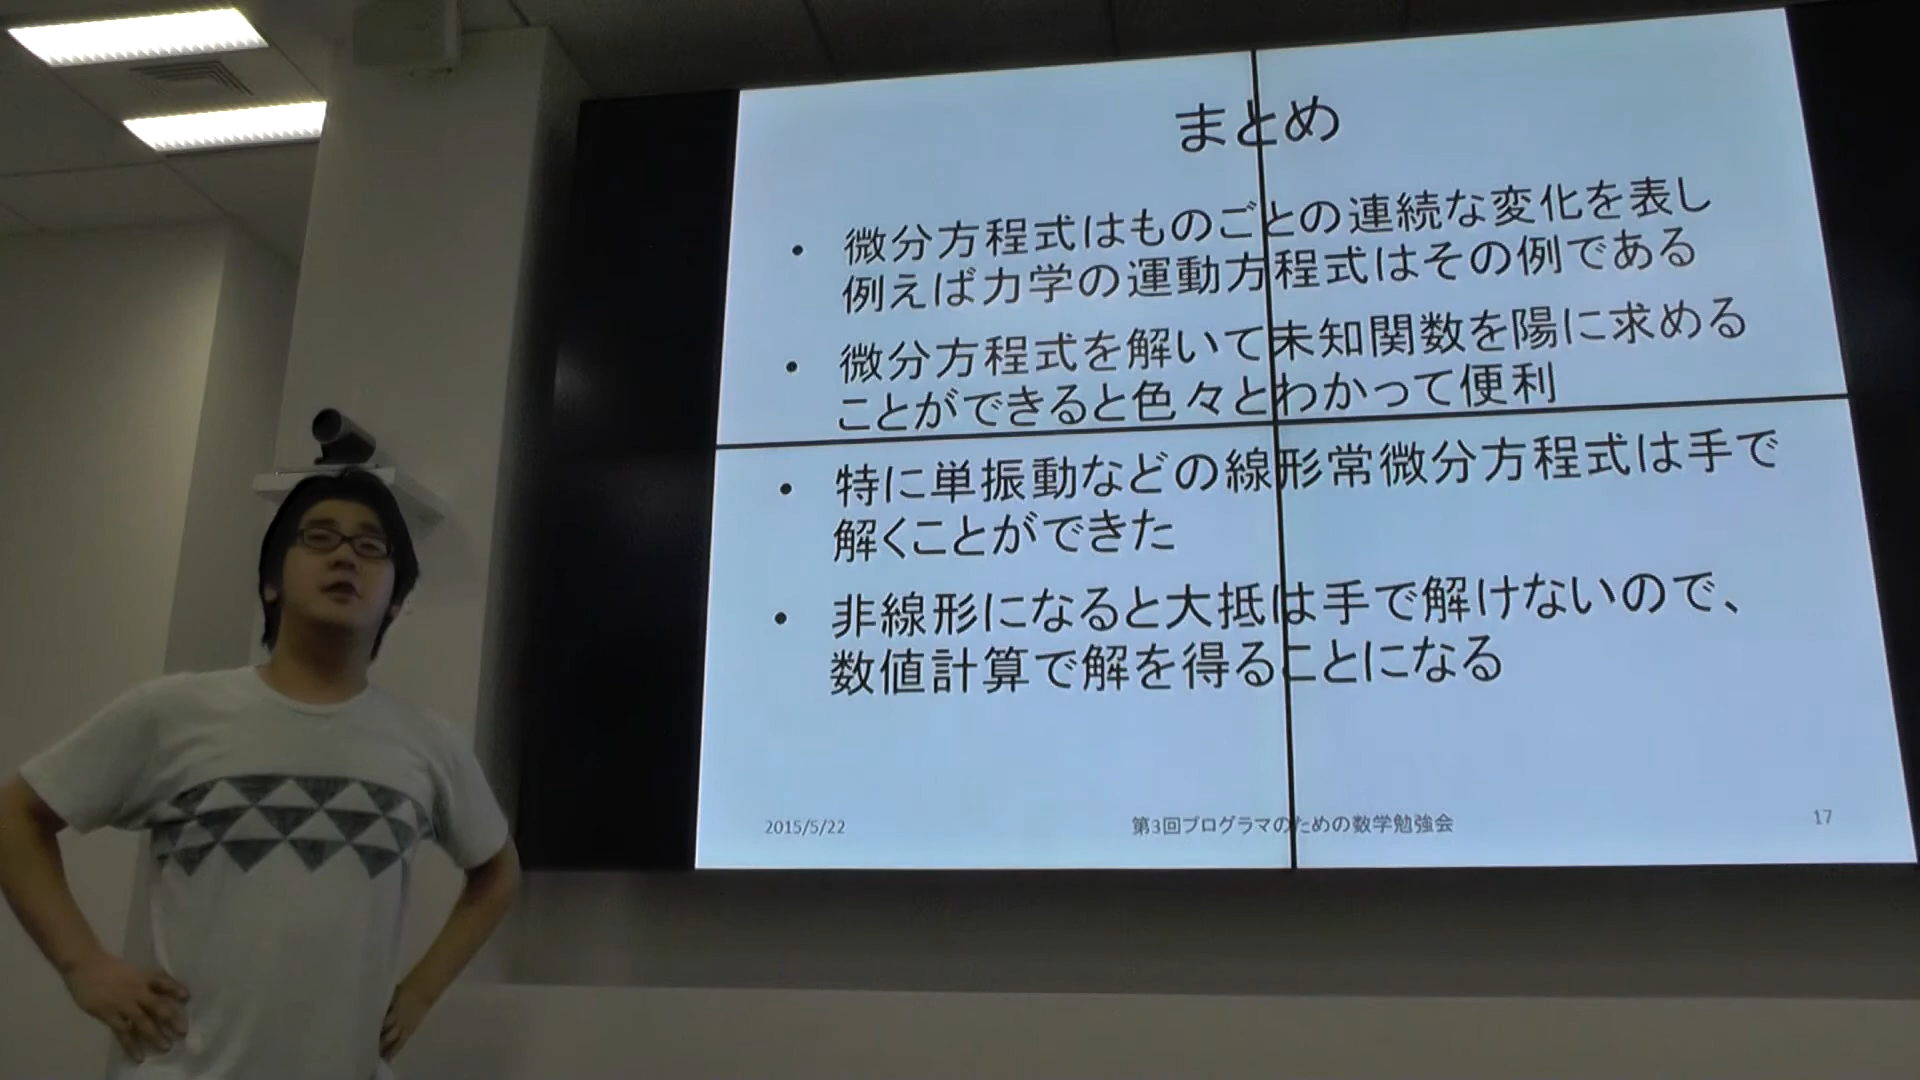 まとめ
• 微分方程式はものごとの連続な変化を表し
例えば力学の運動方程式はその例である
• 微分方程式を解いて未知関数を陽に求める
ことができると色々とわかって便利
• 特に単振動などの線形常微分方程式は手で
解くことができた
• 非線形になると大抵は手で解けないので、
数値計算で解を得ることになる
2015/5/22
第3回プログラマのための数学勉強会
17